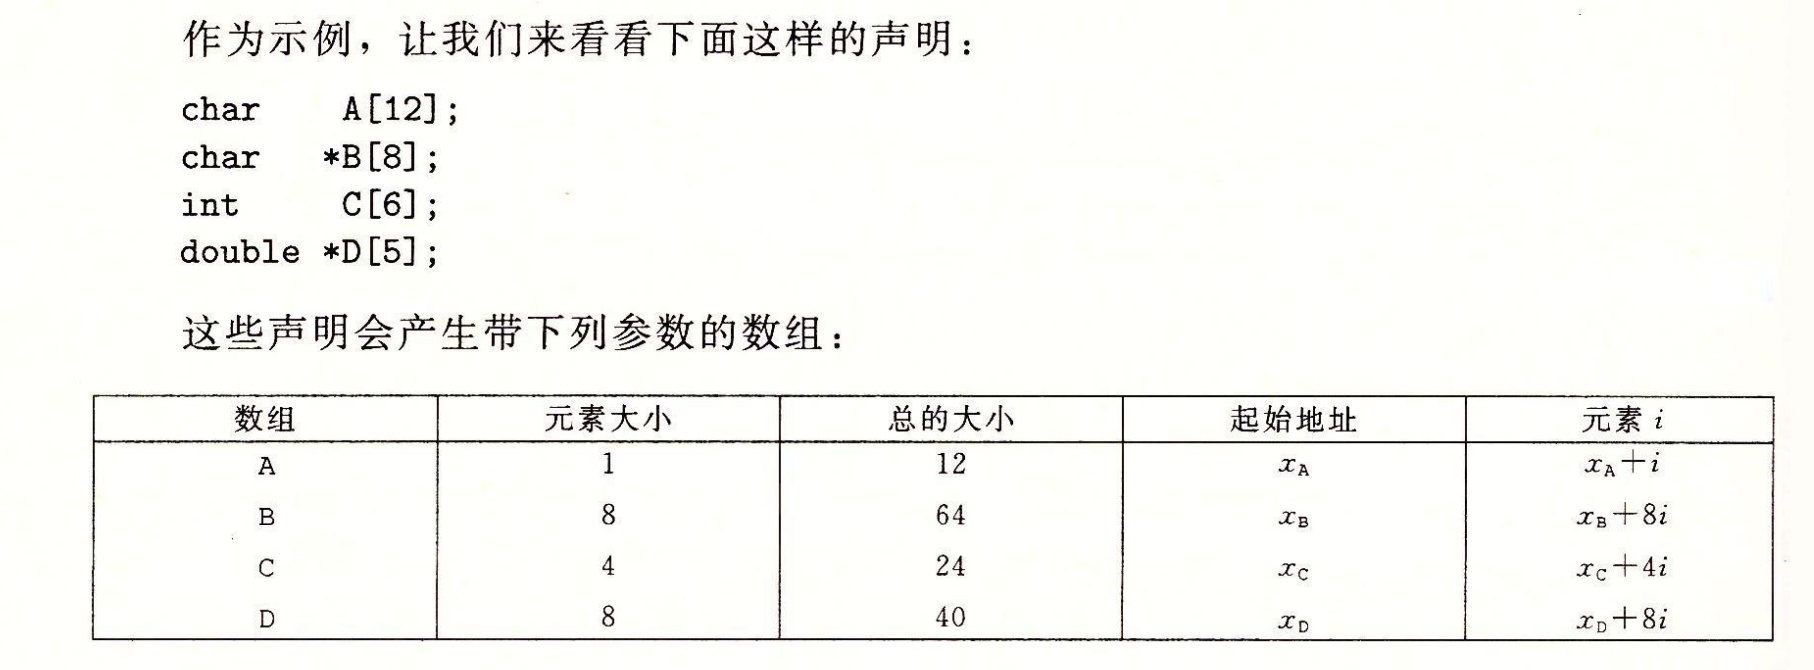 作为示例，让我们来看看下面这样的声明：
char    A[12];
char   *B[8];
int     C[6];
double *D[5];
这些声明会产生带下列参数的数组：
数组 元素大小 总的大小 起始地址 元素 i
A 1 12 x_A x_A+i
B 8 64 x_B x_B+8i
C 4 24 x_C x_C+4i
D 8 40 x_D x_D+8i